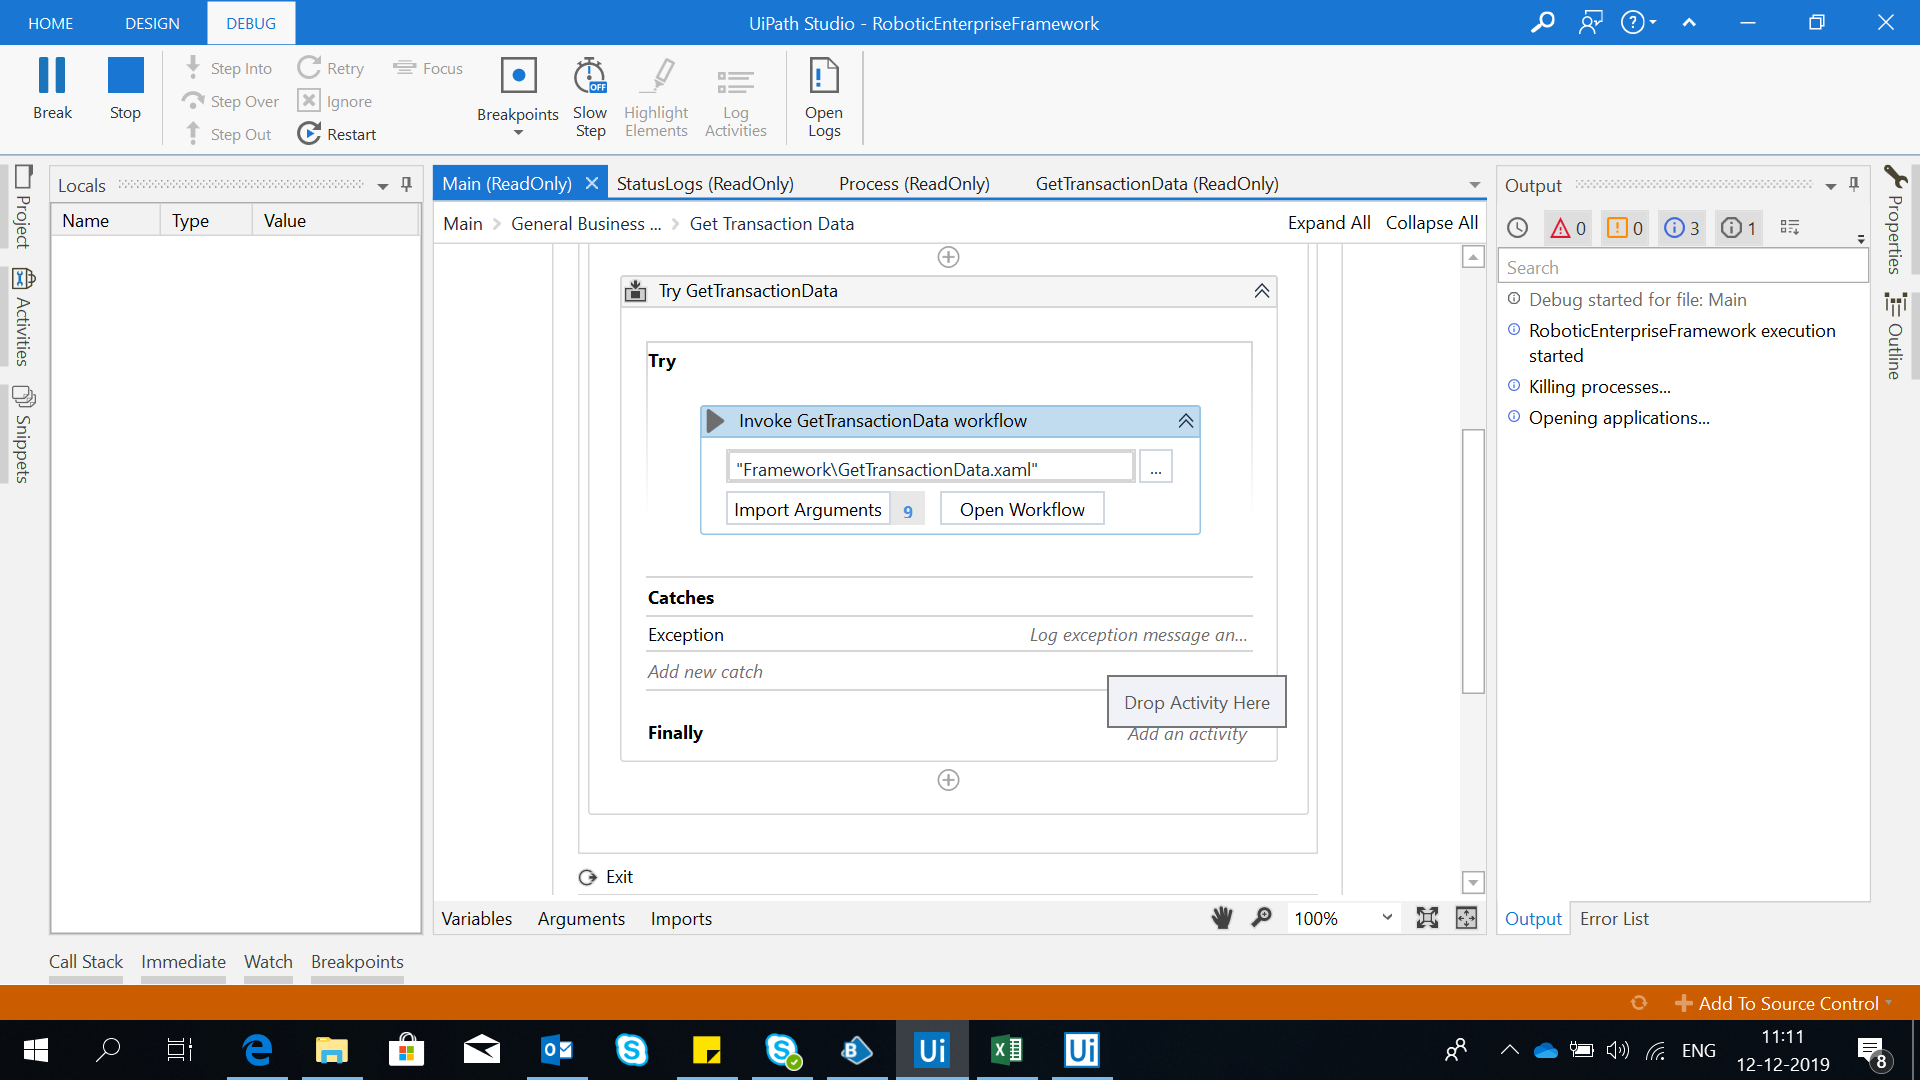 HOME DESIGN DEBUG UiPath Studio - RoboticEnterpriseFramework
Break Stop Step Into Step Over Step Out Retry Ignore Restart Focus
Breakpoints
Slow
Step OFF
Highlight
Elements
Log
Activities
Open
Logs
Project
Activities
Snippets
Locals
Name Type Value
Main (ReadOnly) StatusLogs (ReadOnly) Process (ReadOnly) GetTransactionData (ReadOnly)
Main > General Business ... > Get Transaction Data Expand All Collapse All
Try GetTransactionData
Try
Invoke GetTransactionData workflow
"Framework\GetTransactionData.xaml" ...
Import Arguments 9 Open Workflow
Catches
Exception Log exception message an...
Add new catch
Drop Activity Here
Finally Add an activity
Exit
Variables Arguments Imports 100%
Output
0 0 3 1
Search
Debug started for file: Main
RoboticEnterpriseFramework execution
started
Killing processes...
Opening applications...
Output Error List
Properties
Outline
Call Stack Immediate Watch Breakpoints
Add To Source Control
Ui Ui
ENG 11:11
12-12-2019 8